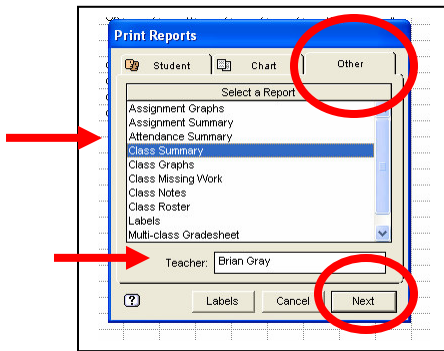 Print Reports
Student Chart Other
Select a Report
Assignment Graphs
Assignment Summary
Attendance Summary
Class Summary
Class Graphs
Class Missing Work
Class Notes
Class Roster
Labels
Multi-class Gradesheet
Teacher: Brian Gray
? Labels Cancel Next